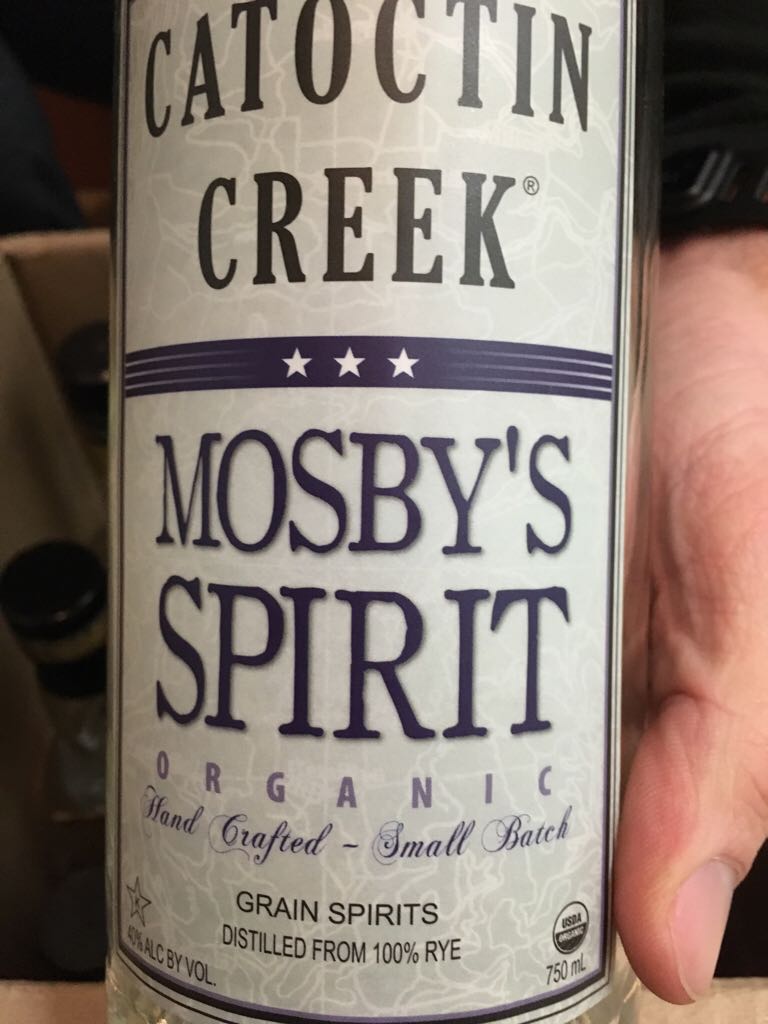 CATOCTIN
CREEK®
MOSBY'S
SPIRIT
ORGANIC
Hand Crafted ~ Small Batch
GRAIN SPIRITS
DISTILLED FROM 100% RYE
K
40% ALC BY VOL.
USDA
ORGANIC
750 mL